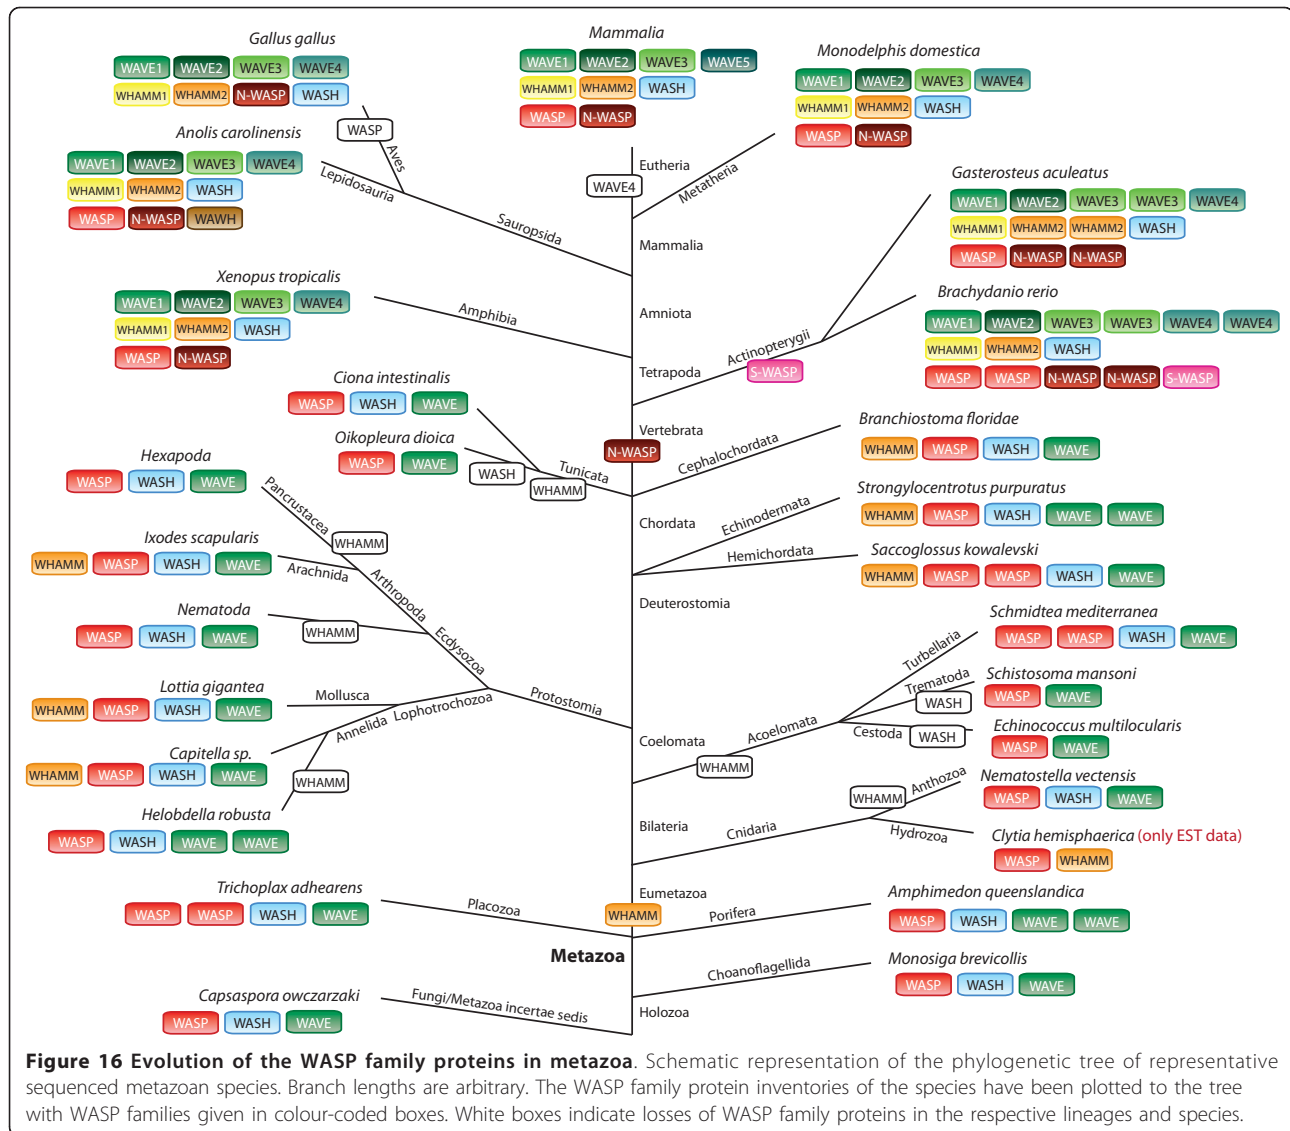 Gallus gallus
WAVE1 WAVE2 WAVE3 WAVE4
WHAMM1 WHAMM2 N-WASP WASH
Mammalia
WAVE1 WAVE2 WAVE3 WAVE5
WHAMM1 WHAMM2 WASH
WASP N-WASP
Monodelphis domestica
WAVE1 WAVE2 WAVE3 WAVE4
WHAMM1 WHAMM2 WASH
WASP N-WASP
WASP
Aves
Anolis carolinensis
WAVE1 WAVE2 WAVE3 WAVE4
WHAMM1 WHAMM2 WASH
WASP N-WASP WAWH
Lepidosauria
Sauropsida
Eutheria
WAVE4
Metatheria
Mammalia
Gasterosteus aculeatus
WAVE1 WAVE2 WAVE3 WAVE3 WAVE4
WHAMM1 WHAMM2 WHAMM2 WASH
WASP N-WASP N-WASP
Xenopus tropicalis
WAVE1 WAVE2 WAVE3 WAVE4
WHAMM1 WHAMM2 WASH
WASP N-WASP
Amphibia
Amniota
Brachydanio rerio
WAVE1 WAVE2 WAVE3 WAVE3 WAVE4 WAVE4
WHAMM1 WHAMM2 WASH
WASP WASP N-WASP N-WASP S-WASP
Actinopterygii
S-WASP
Tetrapoda
Ciona intestinalis
WASP WASH WAVE
Oikopleura dioica
WASP WAVE
WASH
WHAMM
Tunicata
Vertebrata
N-WASP
Cephalochordata
Branchiostoma floridae
WHAMM WASP WASH WAVE
Hexapoda
WASP WASH WAVE
Pancrustacea
WHAMM
Chordata
Echinodermata
Strongylocentrotus purpuratus
WHAMM WASP WASH WAVE WAVE
Ixodes scapularis
WHAMM WASP WASH WAVE
Arachnida
Arthropoda
Hemichordata
Saccoglossus kowalevski
WHAMM WASP WASP WASH WAVE
Deuterostomia
Nematoda
WASP WASH WAVE
WHAMM
Ecdysozoa
Schmidtea mediterranea
WASP WASP WASH WAVE
Turbellaria
Lottia gigantea
WHAMM WASP WASH WAVE
Mollusca
Lophotrochozoa
Protostomia
Trematoda
WASH
Schistosoma mansoni
WASP WAVE
Annelida
Capitella sp.
WHAMM WASP WASH WAVE
WHAMM
Coelomata
Acoelomata
WHAMM
Cestoda
WASH
Echinococcus multilocularis
WASP WAVE
Helobdella robusta
WASP WASH WAVE WAVE
Bilateria
Cnidaria
WHAMM
Anthozoa
Nematostella vectensis
WASP WASH WAVE
Hydrozoa
Clytia hemisphaerica (only EST data)
WASP WHAMM
Trichoplax adhaerens
WASP WASP WASH WAVE
Placozoa
Eumetazoa
WHAMM
Porifera
Amphimedon queenslandica
WASP WASH WAVE WAVE
Metazoa
Choanoflagellida
Monosiga brevicollis
WASP WASH WAVE
Capsaspora owczarzaki
WASP WASH WAVE
Fungi/Metazoa incertae sedis
Holozoa
Figure 16 Evolution of the WASP family proteins in metazoa. Schematic representation of the phylogenetic tree of representative
sequenced metazoan species. Branch lengths are arbitrary. The WASP family protein inventories of the species have been plotted to the tree
with WASP families given in colour-coded boxes. White boxes indicate losses of WASP family proteins in the respective lineages and species.